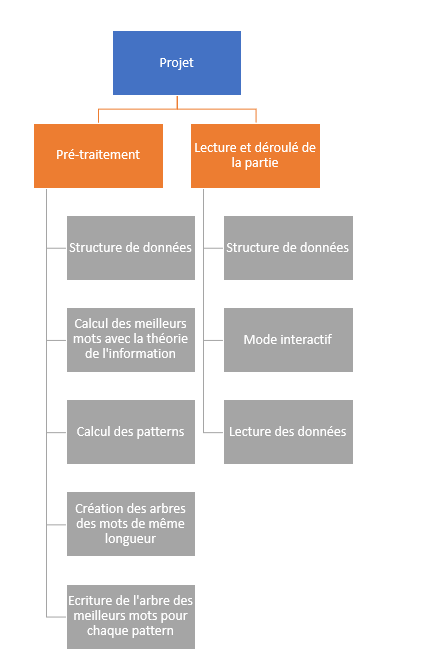 Projet
Pré-traitement
Lecture et déroulé de
la partie
Structure de données
Structure de données
Calcul des meilleurs
mots avec la théorie
de l'information
Mode interactif
Calcul des patterns
Lecture des données
Création des arbres
des mots de même
longueur
Ecriture de l'arbre des
meilleurs mots pour
chaque pattern